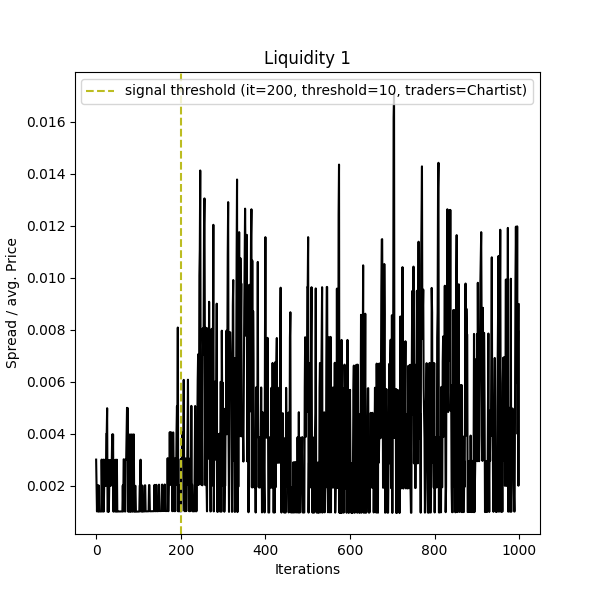 Liquidity 1
signal threshold (it=200, threshold=10, traders=Chartist)
Spread / avg. Price
0.016
0.014
0.012
0.010
0.008
0.006
0.004
0.002
0 200 400 600 800 1000
Iterations